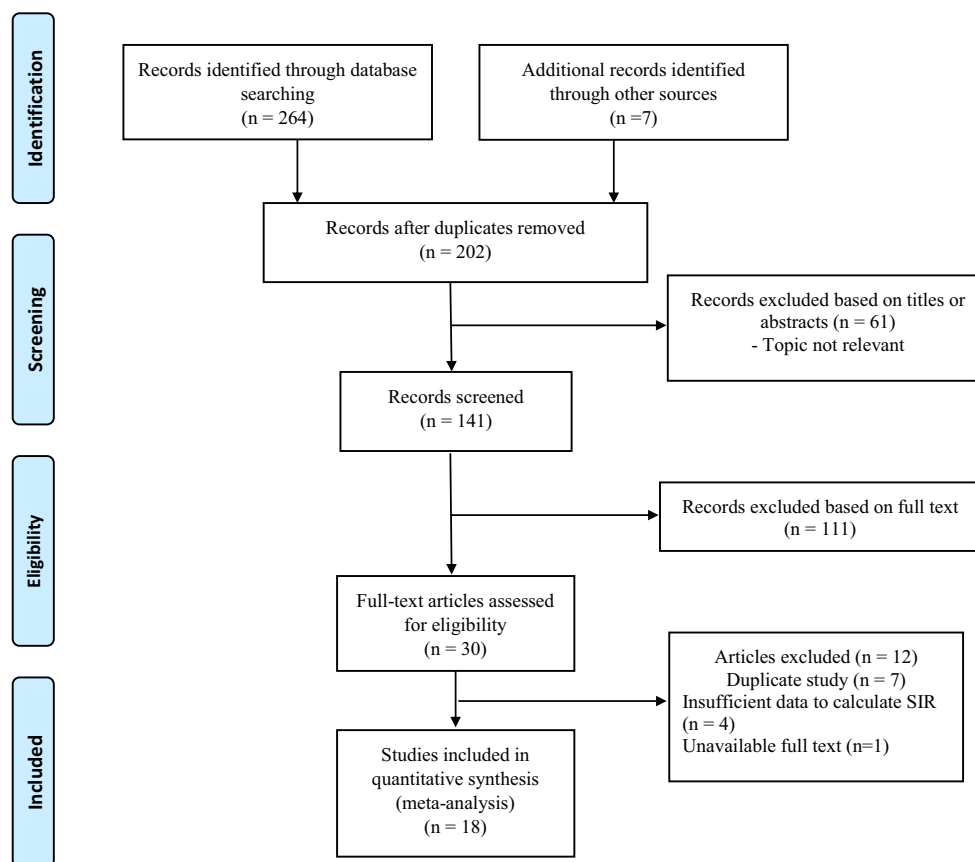 Identification
Records identified through database
searching
(n = 264)
Additional records identified
through other sources
(n =7)
Records after duplicates removed
(n = 202)
Screening
Records excluded based on titles or
abstracts (n = 61)
- Topic not relevant
Records screened
(n = 141)
Eligibility
Records excluded based on full text
(n = 111)
Full-text articles assessed
for eligibility
(n = 30)
Articles excluded (n = 12)
Duplicate study (n = 7)
Insufficient data to calculate SIR
(n = 4)
Unavailable full text (n=1)
Included
Studies included in
quantitative synthesis
(meta-analysis)
(n = 18)